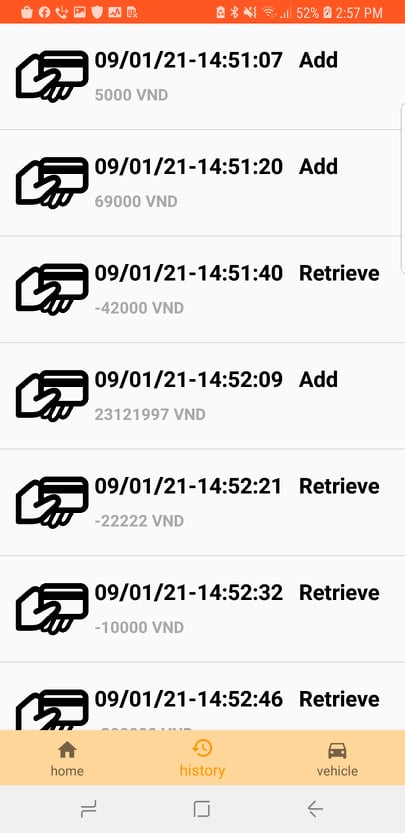 52% 2:57 PM
09/01/21-14:51:07 Add
5000 VND
09/01/21-14:51:20 Add
69000 VND
09/01/21-14:51:40 Retrieve
-42000 VND
09/01/21-14:52:09 Add
23121997 VND
09/01/21-14:52:21 Retrieve
-22222 VND
09/01/21-14:52:32 Retrieve
-10000 VND
09/01/21-14:52:46 Retrieve
home history vehicle